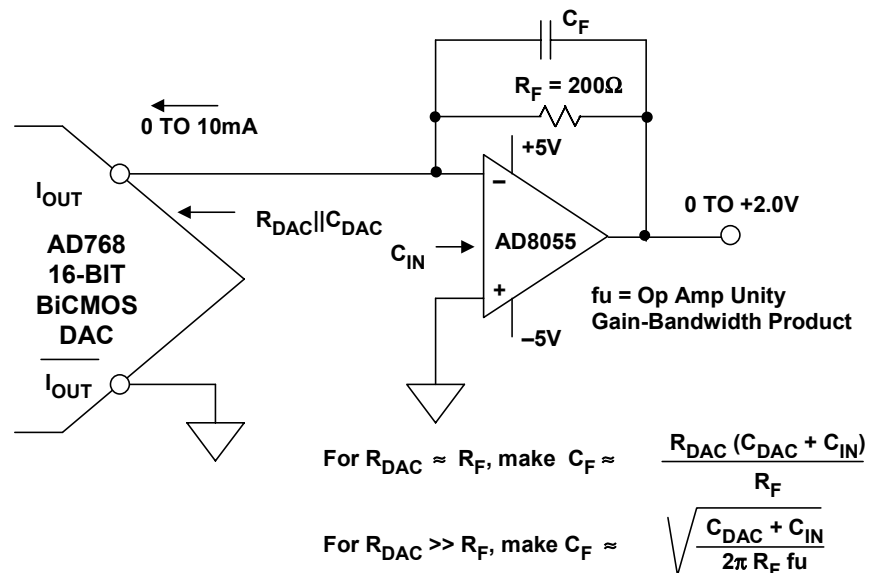 C_F
R_F = 200Ω
0 TO 10mA
+5V
I_OUT
–
0 TO +2.0V
R_DAC||C_DAC
AD8055
C_IN
AD768
16-BIT
BiCMOS
DAC
+
fu = Op Amp Unity
Gain-Bandwidth Product
–5V
I_OUT
For R_DAC ≈ R_F, make C_F ≈ R_DAC (C_DAC + C_IN) / R_F
For R_DAC >> R_F, make C_F ≈ √ C_DAC + C_IN / 2π R_F fu